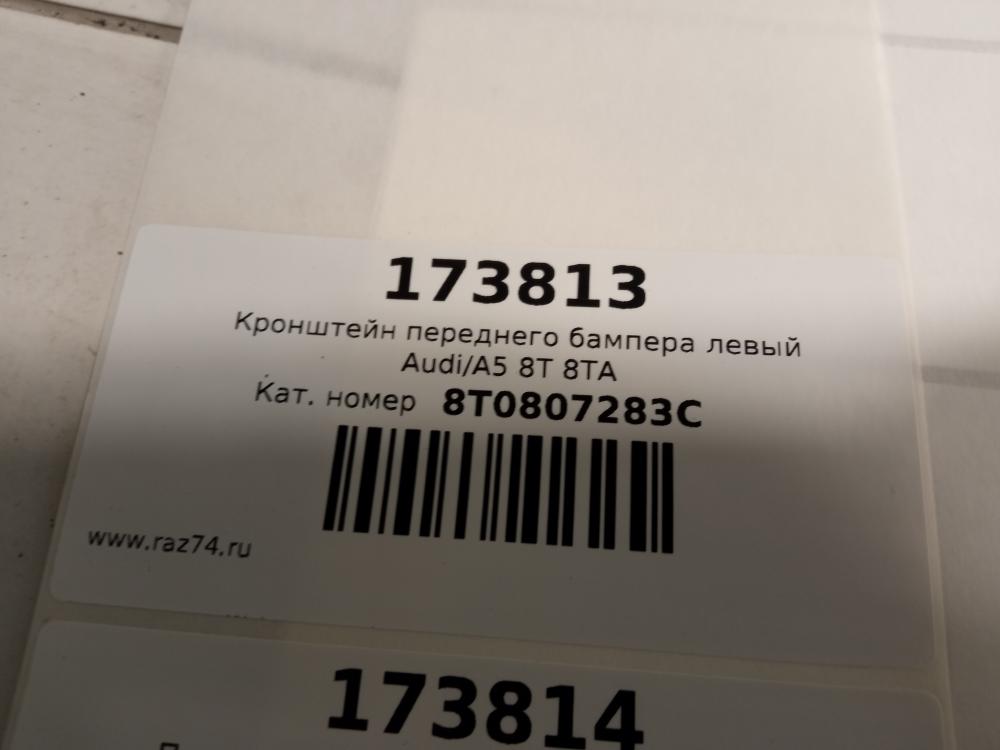 173813
Кронштейн переднего бампера левый
Audi/A5 8T 8TA
Кат. номер 8T0807283C
www.raz74.ru
173814